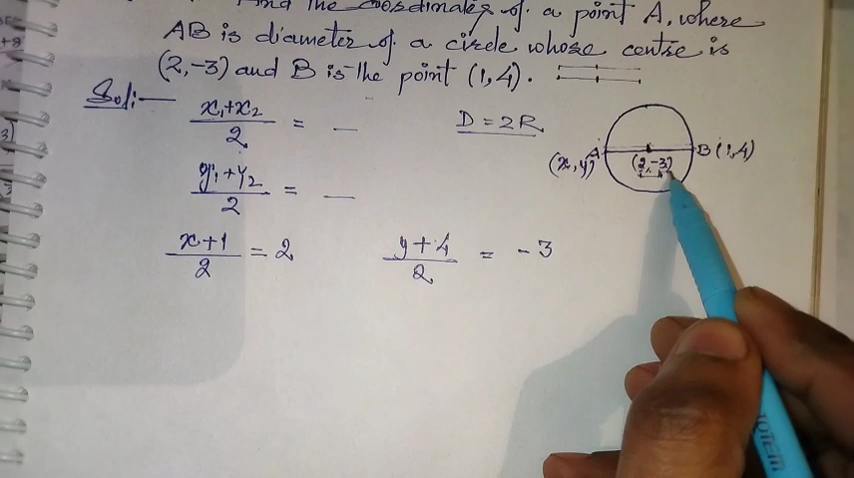 Find the coordinates of a point A, where
AB is diameter of a circle whose centre is
(2,-3) and B is the point (1,4).
Sol:-
x₁+x₂/2 = _
D = 2R
A
B(1,4)
(x,y)
(2,-3)
y₁+y₂/2 = _
x+1/2 = 2
y+4/2 = -3
TOTEM